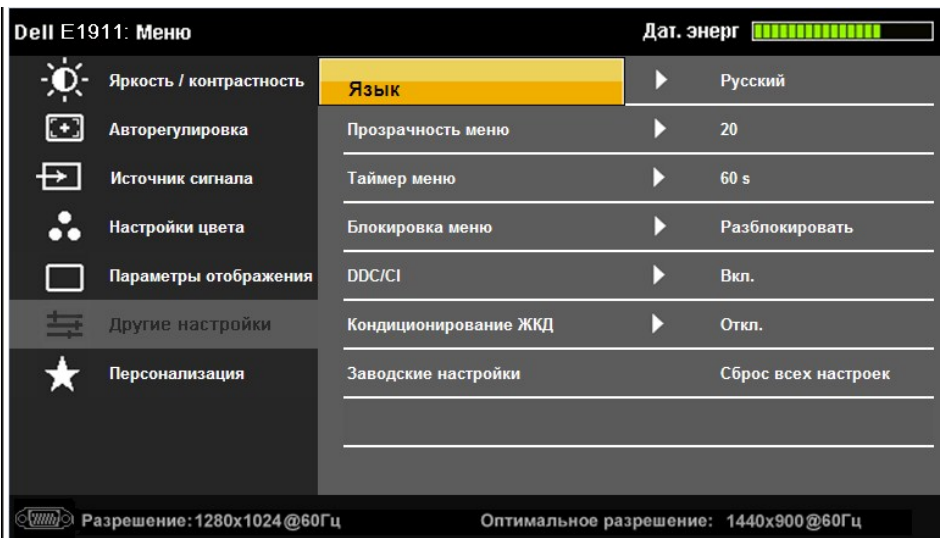 Dell E1911: Меню Дат. энерг
Яркость / контрастность Язык Русский
Авторегулировка Прозрачность меню 20
Источник сигнала Таймер меню 60 s
Настройки цвета Блокировка меню Разблокировать
Параметры отображения DDC/CI Вкл.
Другие настройки Кондиционирование ЖКД Откл.
Персонализация Заводские настройки Сброс всех настроек
Разрешение: 1280x1024@60Гц Оптимальное разрешение: 1440x900@60Гц